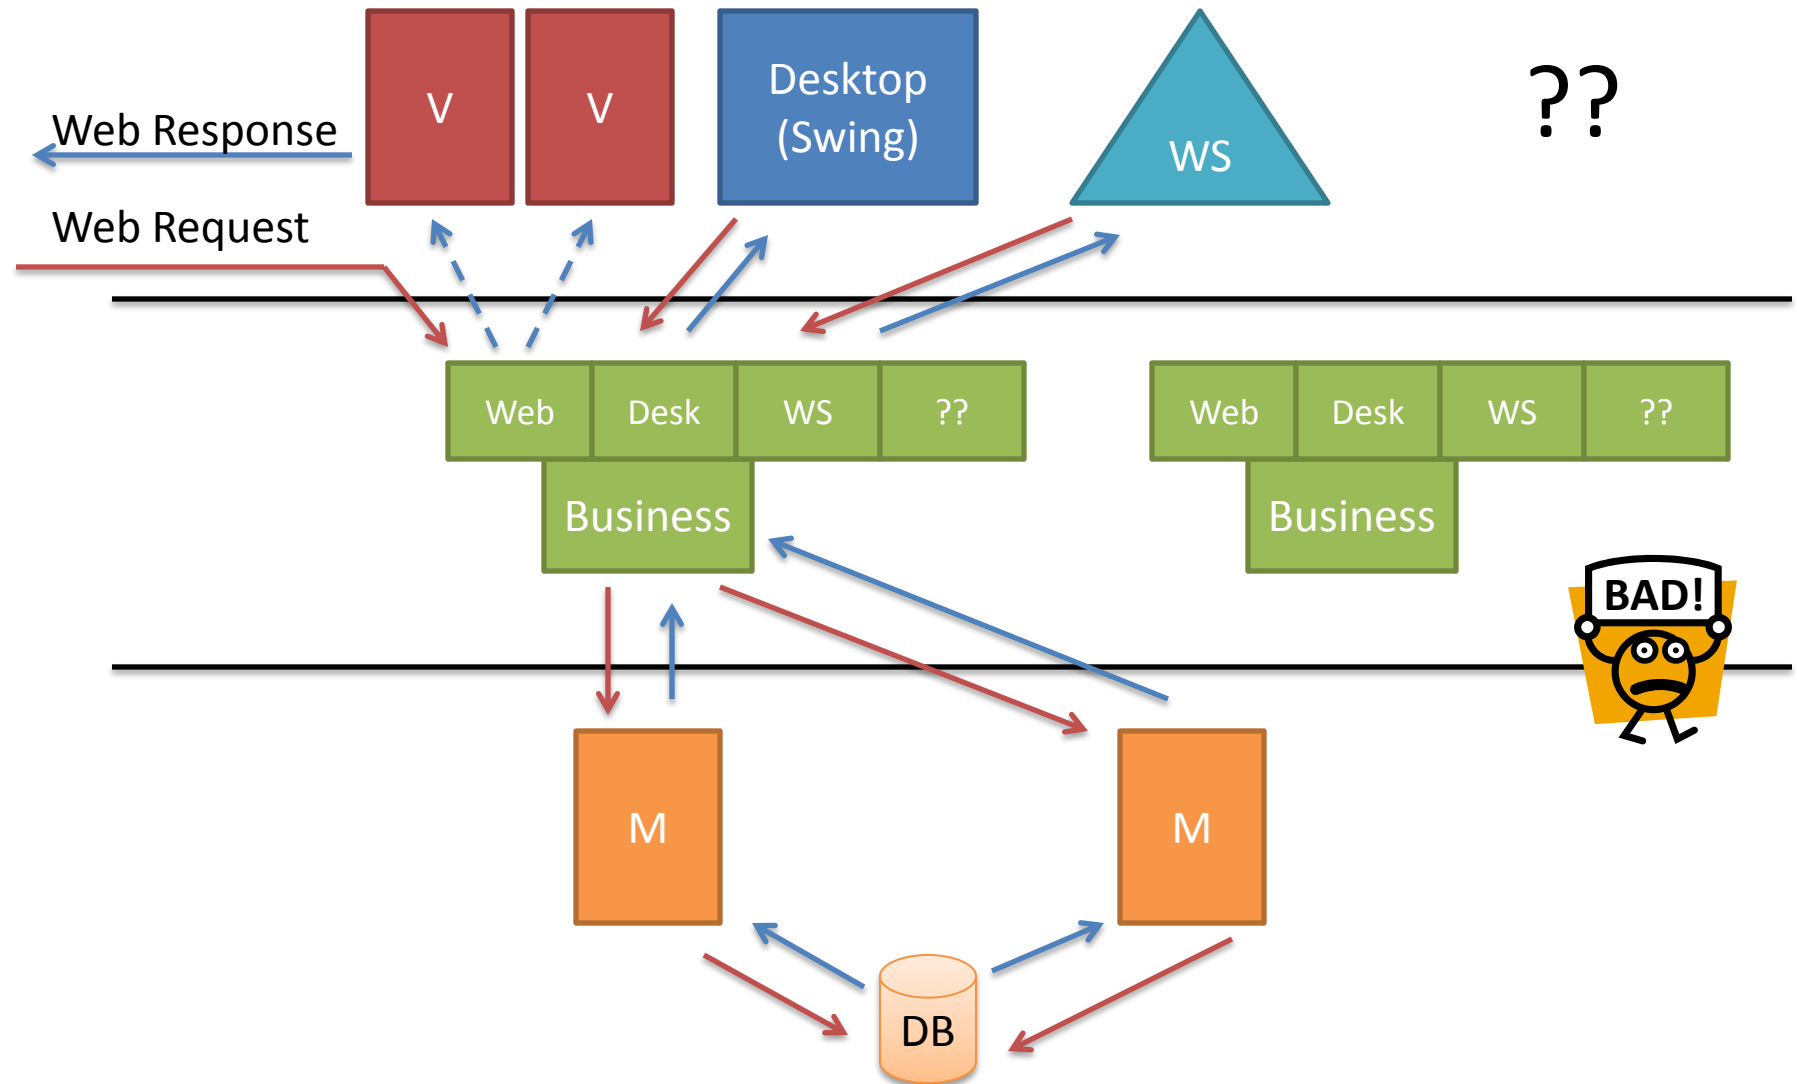 V
V
Desktop
(Swing)
WS
??
Web Response
Web Request
Web
Desk
WS
??
Web
Desk
WS
??
Business
Business
BAD!
M
M
DB